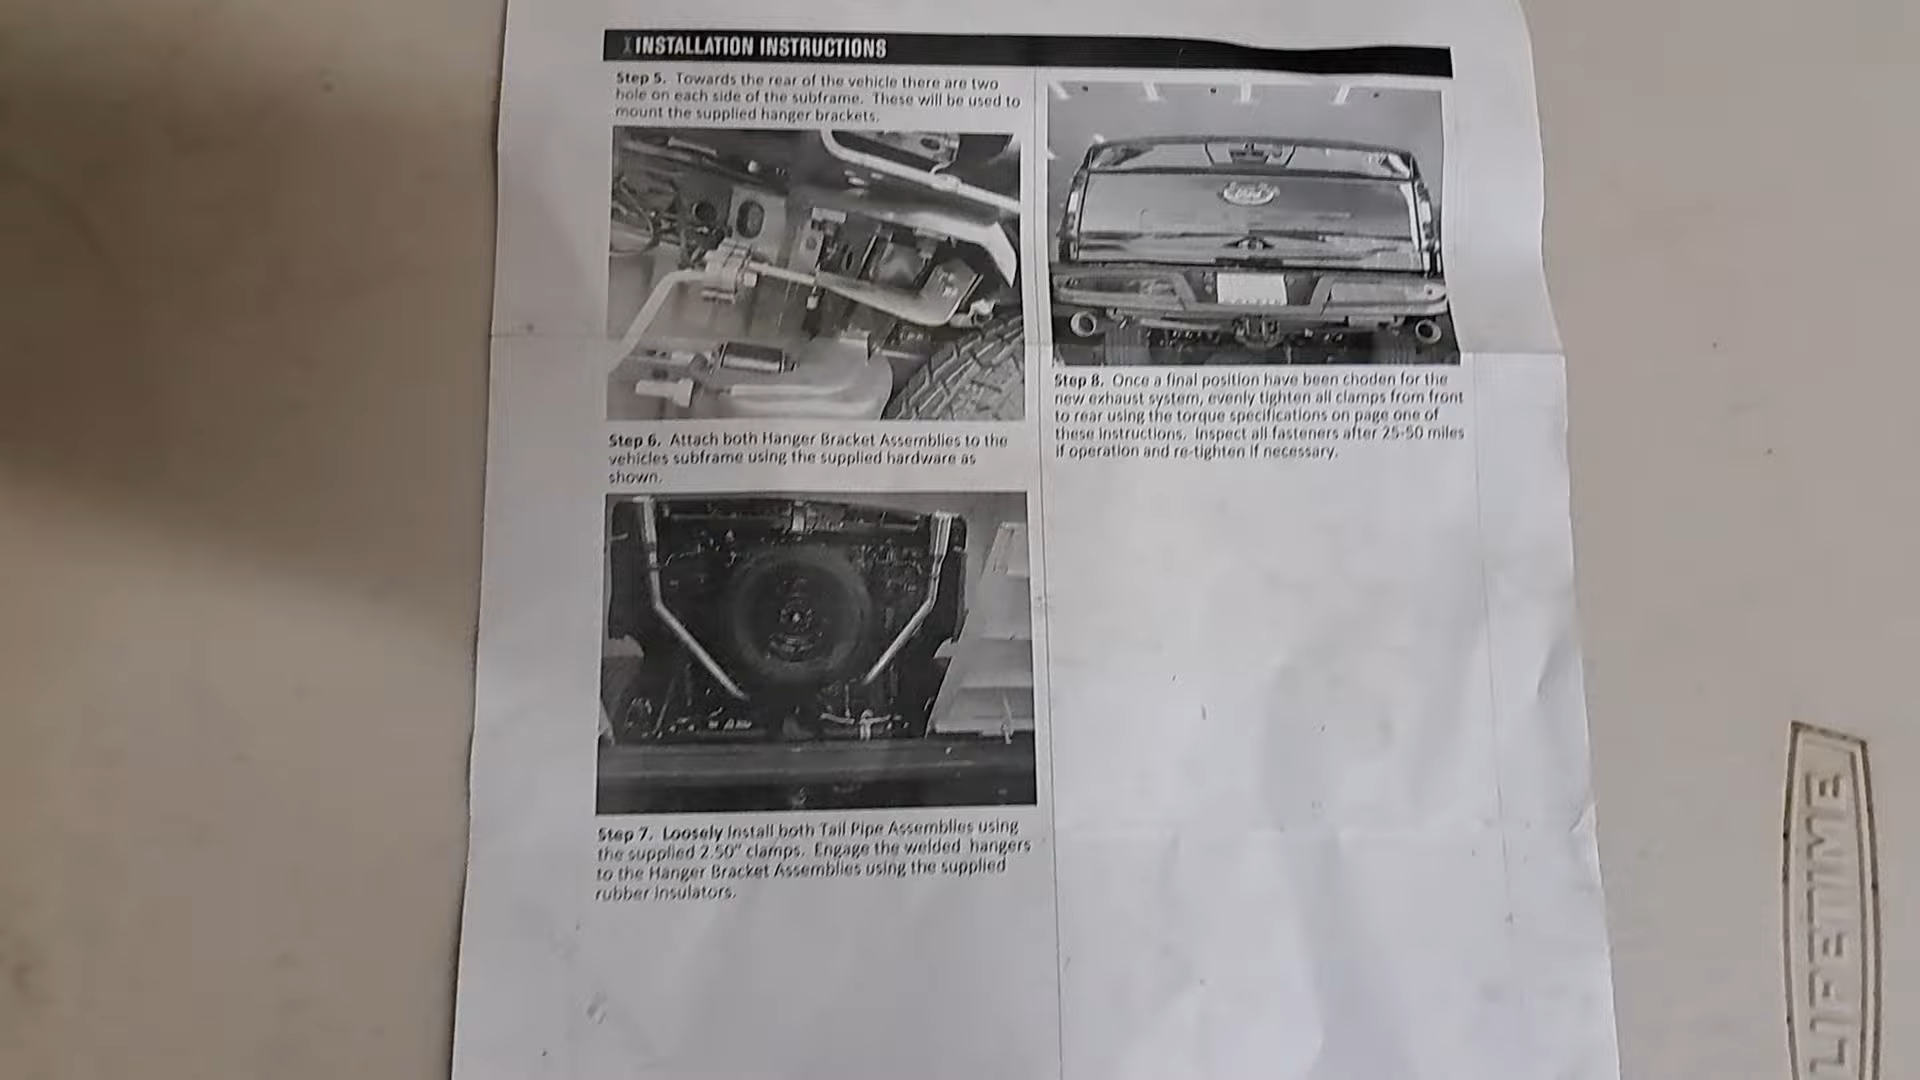 INSTALLATION INSTRUCTIONS
Step 5. Towards the rear of the vehicle there are two
hole on each side of the subframe. These will be used to
mount the supplied hanger brackets.
Step 6. Attach both Hanger Bracket Assemblies to the
vehicles subframe using the supplied hardware as
shown.
Step 7. Loosely Install both Tail Pipe Assemblies using
the supplied 2.50" clamps. Engage the welded hangers
to the Hanger Bracket Assemblies using the supplied
rubber insulators.
Ford
Step 8. Once a final position have been choden for the
new exhaust system, evenly tighten all clamps from front
to rear using the torque specifications on page one of
these instructions. Inspect all fasteners after 25-50 miles
if operation and re-tighten if necessary.
LIFETIME